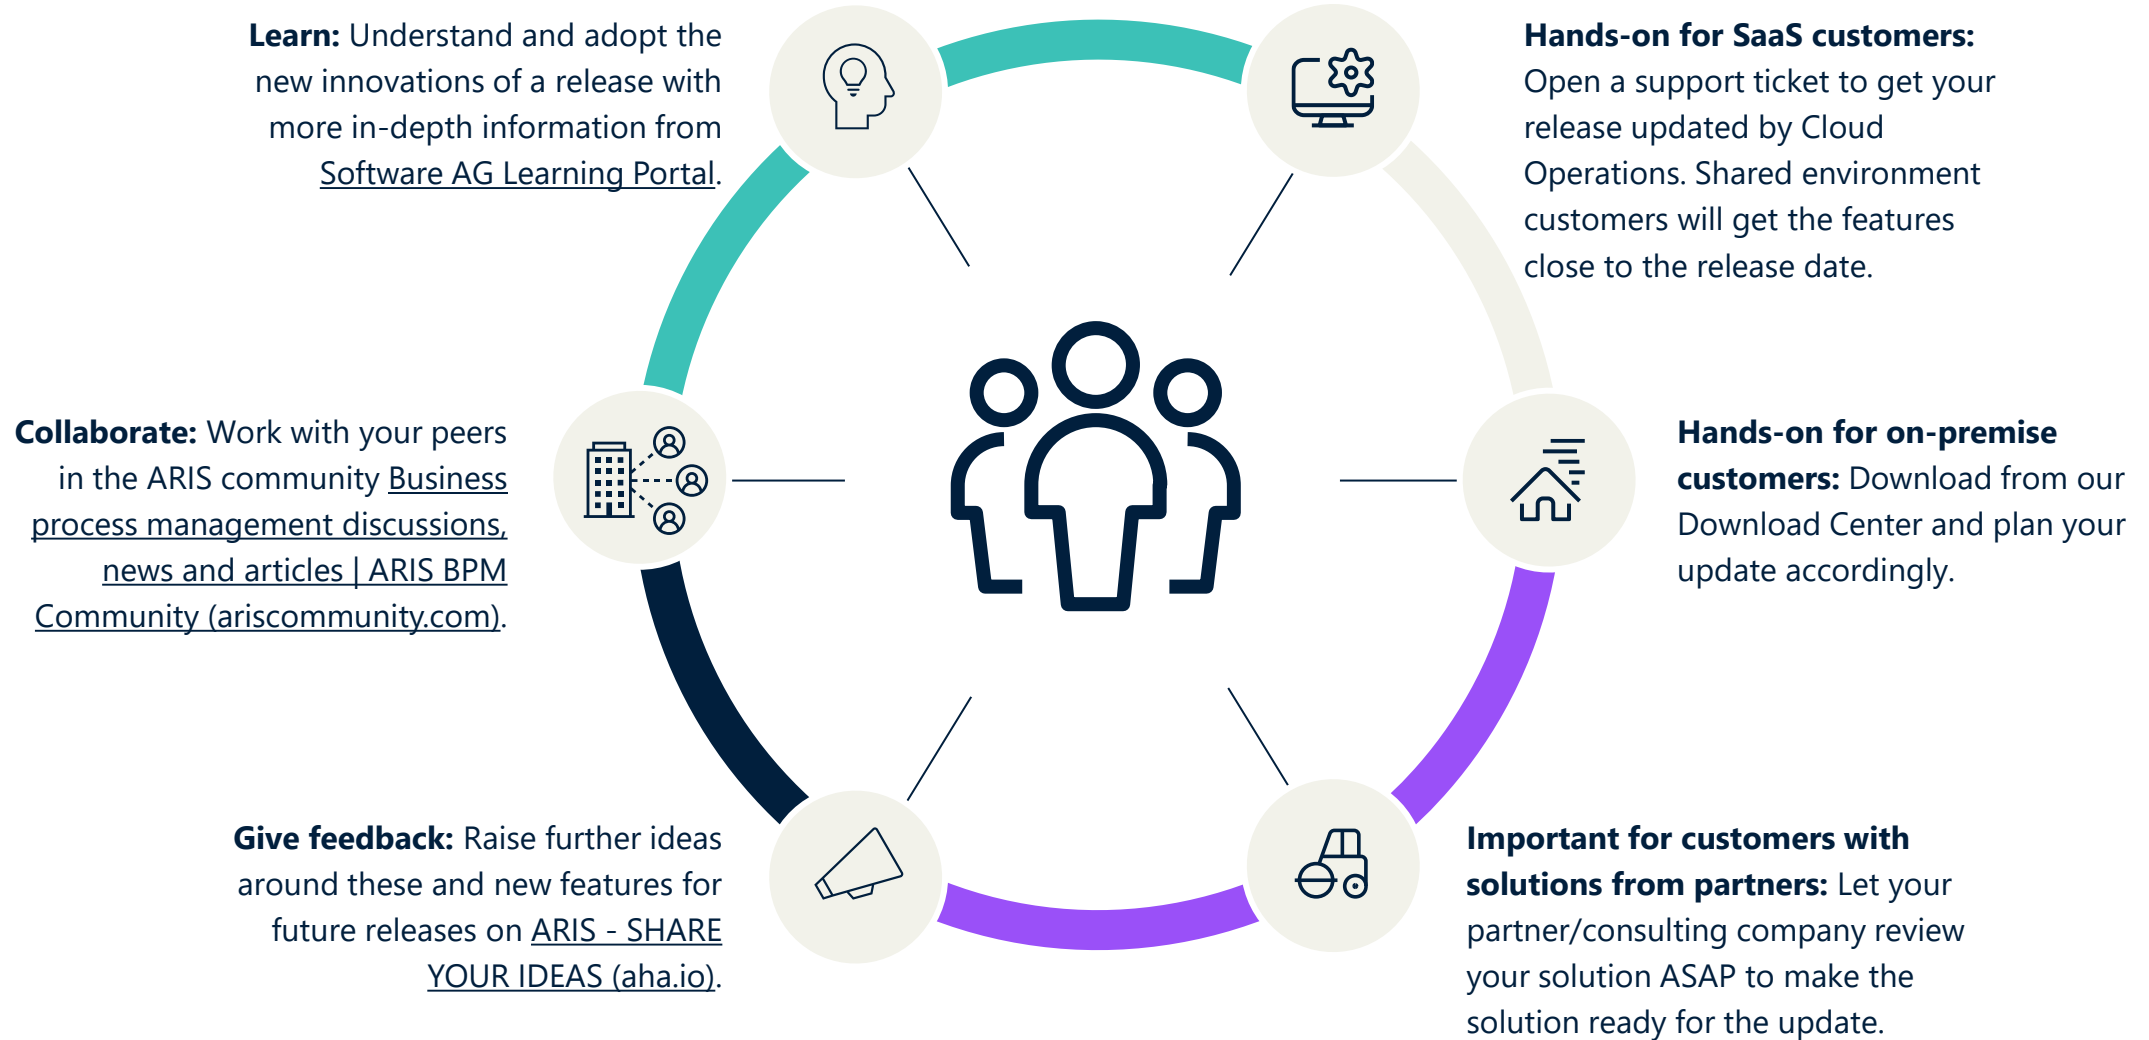 Learn: Understand and adopt the
new innovations of a release with
more in-depth information from
Software AG Learning Portal.
Hands-on for SaaS customers:
Open a support ticket to get your
release updated by Cloud
Operations. Shared environment
customers will get the features
close to the release date.
Collaborate: Work with your peers
in the ARIS community Business
process management discussions,
news and articles | ARIS BPM
Community (ariscommunity.com).
Hands-on for on-premise
customers: Download from our
Download Center and plan your
update accordingly.
Give feedback: Raise further ideas
around these and new features for
future releases on ARIS - SHARE
YOUR IDEAS (aha.io).
Important for customers with
solutions from partners: Let your
partner/consulting company review
your solution ASAP to make the
solution ready for the update.